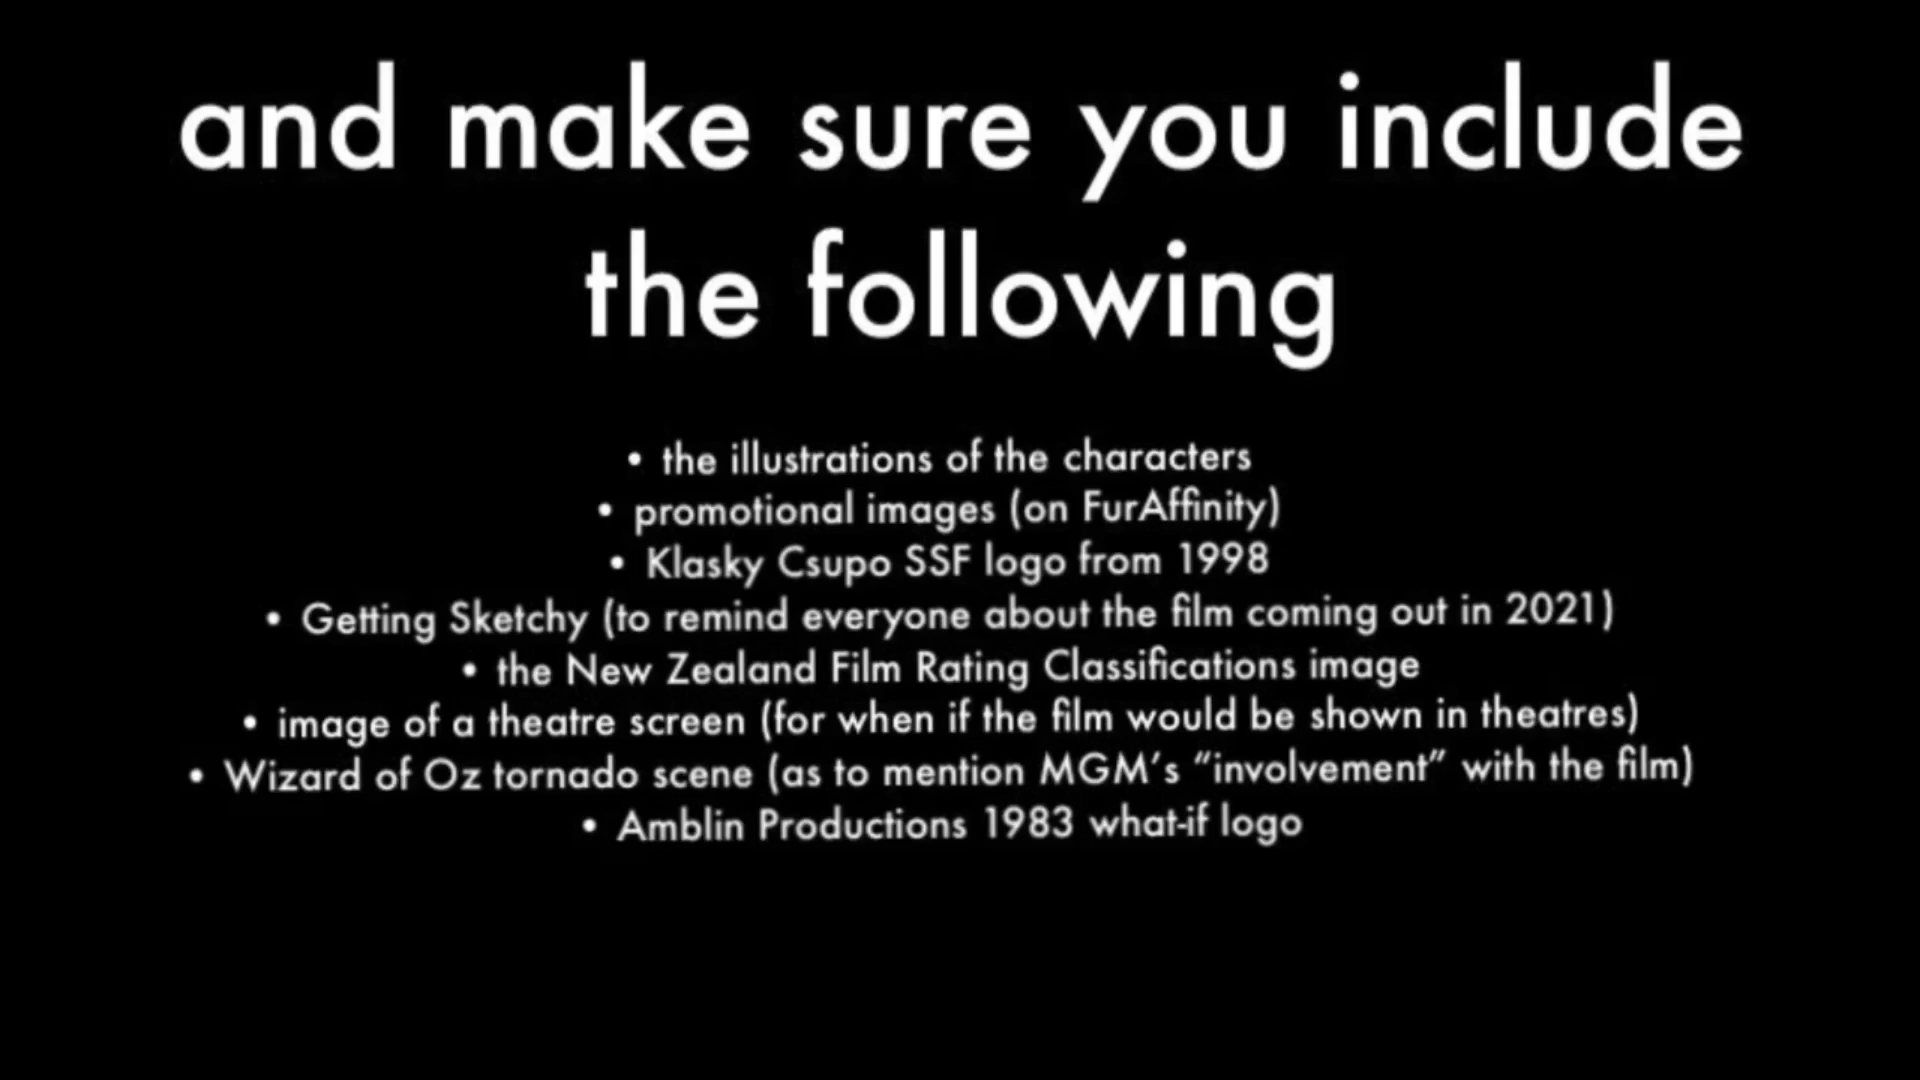 and make sure you include
the following
• the illustrations of the characters
• promotional images (on FurAffinity)
• Klasky Csupo SSF logo from 1998
• Getting Sketchy (to remind everyone about the film coming out in 2021)
• the New Zealand Film Rating Classifications image
• image of a theatre screen (for when if the film would be shown in theatres)
• Wizard of Oz tornado scene (as to mention MGM’s “involvement” with the film)
• Amblin Productions 1983 what-if logo